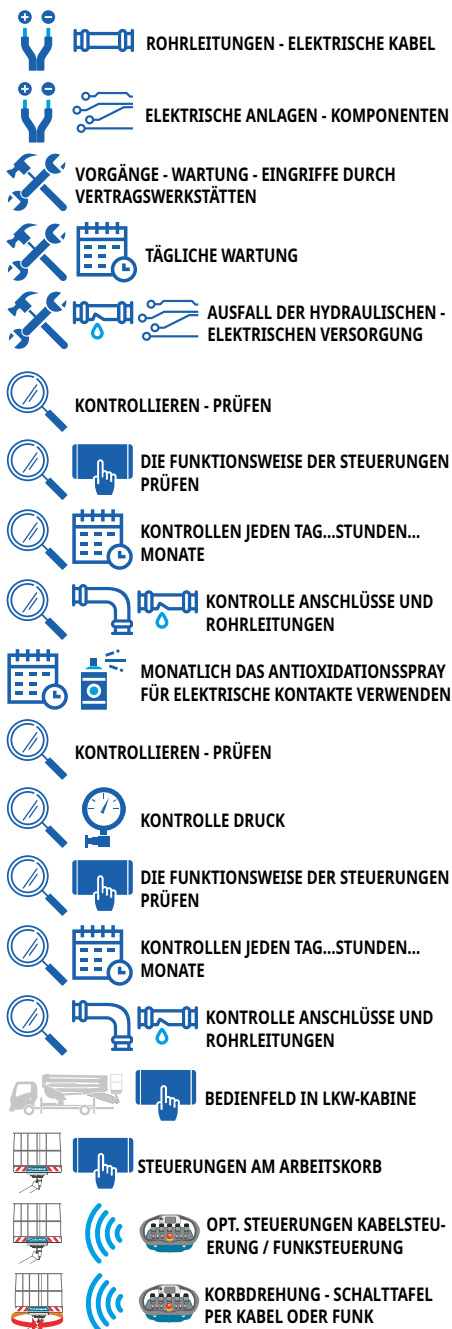 ROHRLEITUNGEN - ELEKTRISCHE KABEL
ELEKTRISCHE ANLAGEN - KOMPONENTEN
VORGÄNGE - WARTUNG - EINGRIFFE DURCH
VERTRAGSWERKSTÄTTEN
TÄGLICHE WARTUNG
AUSFALL DER HYDRAULISCHEN -
ELEKTRISCHEN VERSORGUNG
KONTROLLIEREN - PRÜFEN
DIE FUNKTIONSWEISE DER STEUERUNGEN
PRÜFEN
KONTROLLEN JEDEN TAG...STUNDEN...
MONATE
KONTROLLE ANSCHLÜSSE UND
ROHRLEITUNGEN
MONATLICH DAS ANTIOXIDATIONSSPRAY
FÜR ELEKTRISCHE KONTAKTE VERWENDEN
KONTROLLIEREN - PRÜFEN
KONTROLLE DRUCK
DIE FUNKTIONSWEISE DER STEUERUNGEN
PRÜFEN
KONTROLLEN JEDEN TAG...STUNDEN...
MONATE
KONTROLLE ANSCHLÜSSE UND
ROHRLEITUNGEN
BEDIENFELD IN LKW-KABINE
STEUERUNGEN AM ARBEITSKORB
OPT. STEUERUNGEN KABELSTEU-
ERUNG / FUNKSTEUERUNG
KORBDREHUNG - SCHALTTAFEL
PER KABEL ODER FUNK